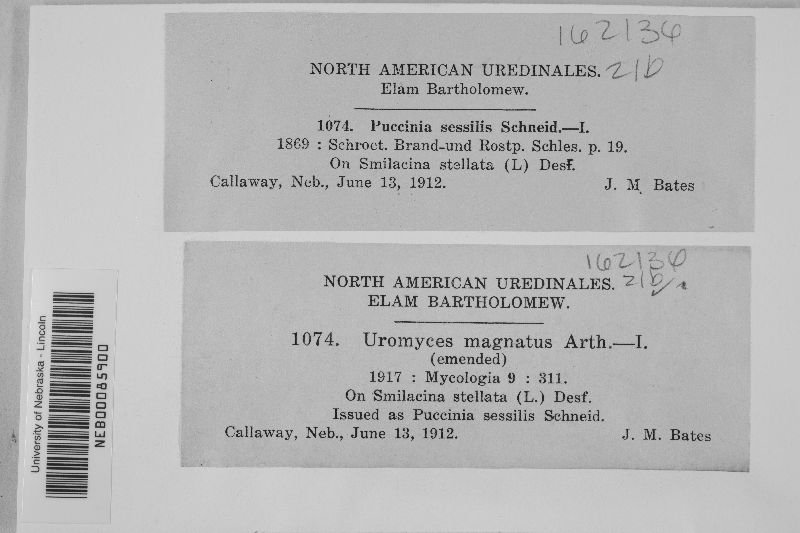 162136
NORTH AMERICAN UREDINALES. 21b
Elam Bartholomew.
1074. Puccinia sessilis Schneid.—I.
1869 : Schroet. Brand-und Rostp. Schles. p. 19.
On Smilacina stellata (L) Desf.
Callaway, Neb., June 13, 1912. J. M. Bates
162136
NORTH AMERICAN UREDINALES. 21b/1
ELAM BARTHOLOMEW.
1074. Uromyces magnatus Arth.—I.
(emended)
1917 : Mycologia 9 : 311.
On Smilacina stellata (L.) Desf.
Issued as Puccinia sessilis Schneid.
Callaway, Neb., June 13, 1912. J. M. Bates
University of Nebraska - Lincoln
NEB00085900